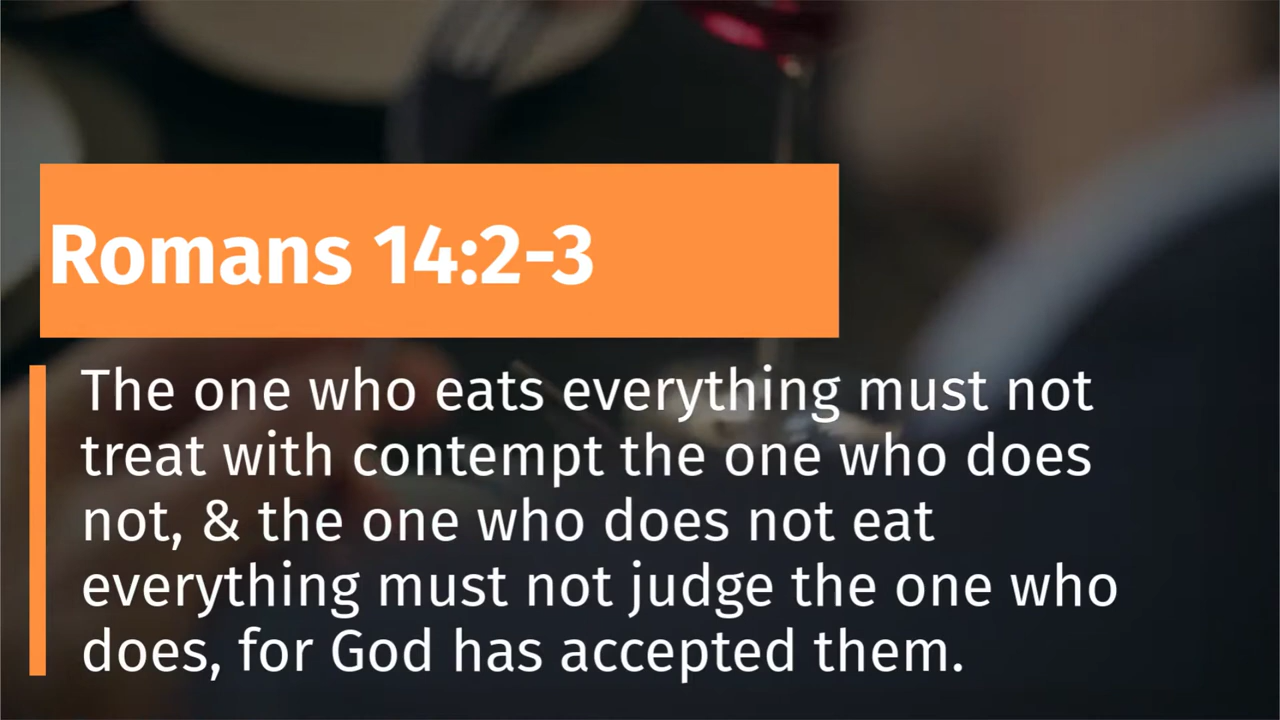 Romans 14:2-3
The one who eats everything must not
treat with contempt the one who does
not, & the one who does not eat
everything must not judge the one who
does, for God has accepted them.